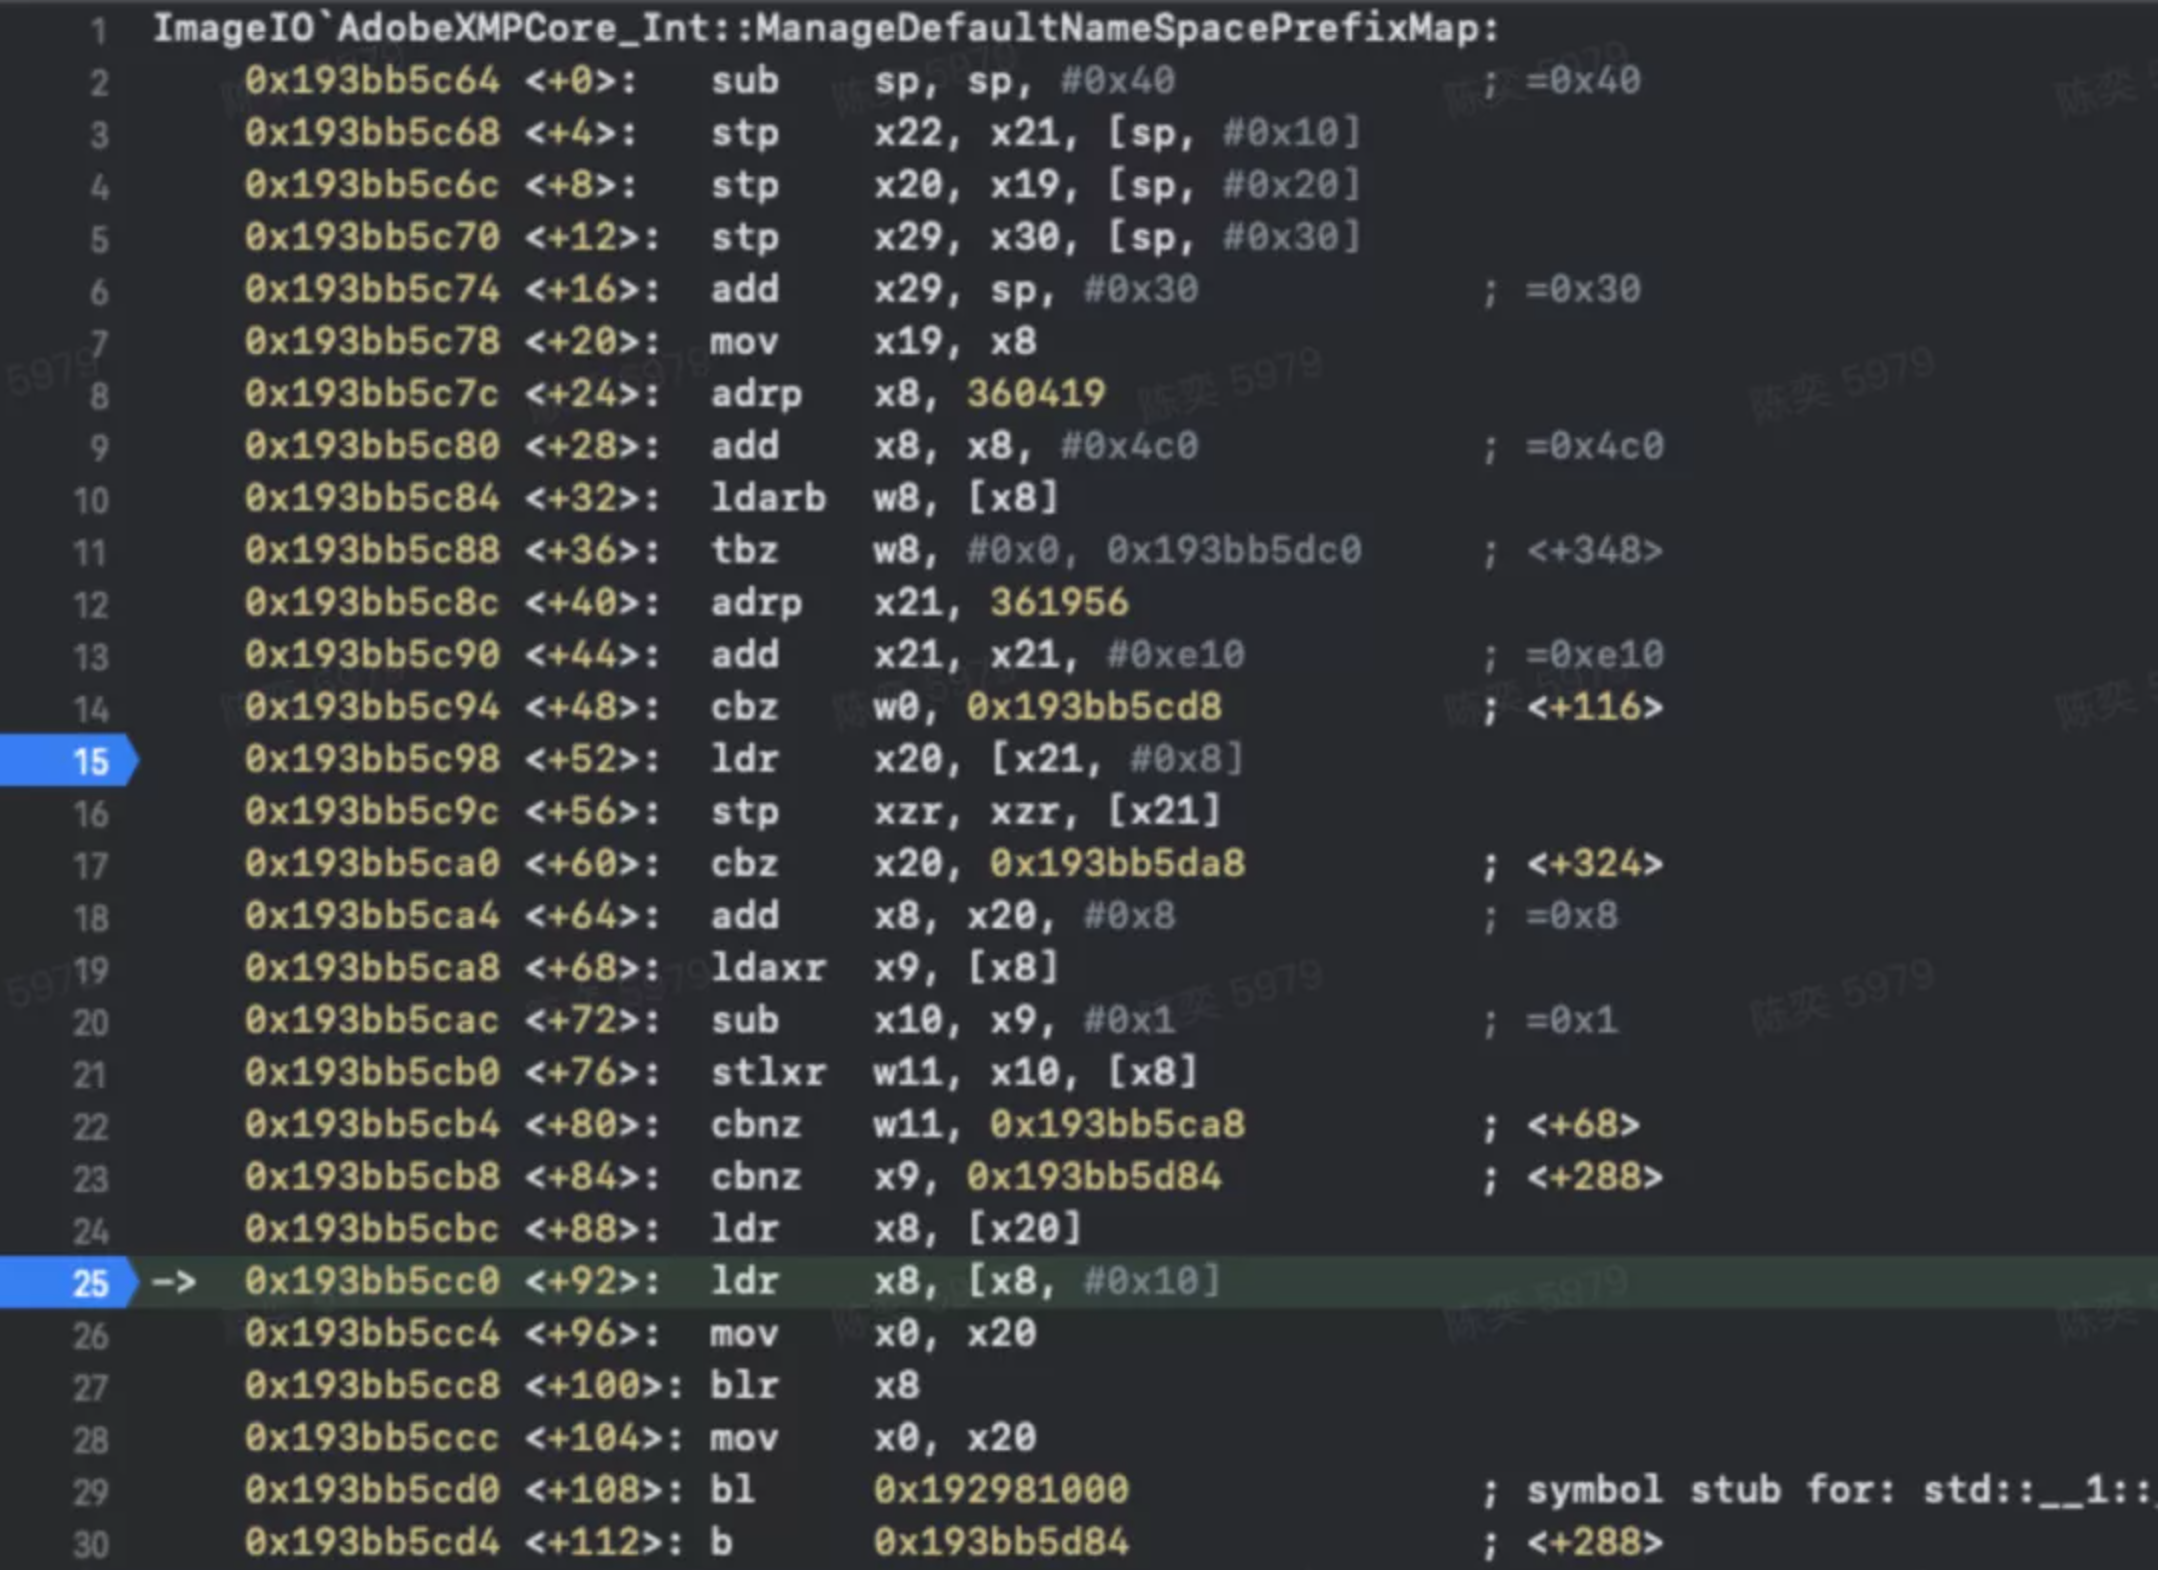 1 ImageIO`AdobeXMPCore_Int::ManageDefaultNameSpacePrefixMap:
2 0x193bb5c64 <+0>: sub sp, sp, #0x40 ; =0x40
3 0x193bb5c68 <+4>: stp x22, x21, [sp, #0x10]
4 0x193bb5c6c <+8>: stp x20, x19, [sp, #0x20]
5 0x193bb5c70 <+12>: stp x29, x30, [sp, #0x30]
6 0x193bb5c74 <+16>: add x29, sp, #0x30 ; =0x30
7 0x193bb5c78 <+20>: mov x19, x8
8 0x193bb5c7c <+24>: adrp x8, 360419
9 0x193bb5c80 <+28>: add x8, x8, #0x4c0 ; =0x4c0
10 0x193bb5c84 <+32>: ldarb w8, [x8]
11 0x193bb5c88 <+36>: tbz w8, #0x0, 0x193bb5dc0 ; <+348>
12 0x193bb5c8c <+40>: adrp x21, 361956
13 0x193bb5c90 <+44>: add x21, x21, #0xe10 ; =0xe10
14 0x193bb5c94 <+48>: cbz w0, 0x193bb5cd8 ; <+116>
15 0x193bb5c98 <+52>: ldr x20, [x21, #0x8]
16 0x193bb5c9c <+56>: stp xzr, xzr, [x21]
17 0x193bb5ca0 <+60>: cbz x20, 0x193bb5da8 ; <+324>
18 0x193bb5ca4 <+64>: add x8, x20, #0x8 ; =0x8
19 0x193bb5ca8 <+68>: ldaxr x9, [x8]
20 0x193bb5cac <+72>: sub x10, x9, #0x1 ; =0x1
21 0x193bb5cb0 <+76>: stlxr w11, x10, [x8]
22 0x193bb5cb4 <+80>: cbnz w11, 0x193bb5ca8 ; <+68>
23 0x193bb5cb8 <+84>: cbnz x9, 0x193bb5d84 ; <+288>
24 0x193bb5cbc <+88>: ldr x8, [x20]
25 -> 0x193bb5cc0 <+92>: ldr x8, [x8, #0x10]
26 0x193bb5cc4 <+96>: mov x0, x20
27 0x193bb5cc8 <+100>: blr x8
28 0x193bb5ccc <+104>: mov x0, x20
29 0x193bb5cd0 <+108>: bl 0x192981000 ; symbol stub for: std::__1::
30 0x193bb5cd4 <+112>: b 0x193bb5d84 ; <+288>
陈奕 5979